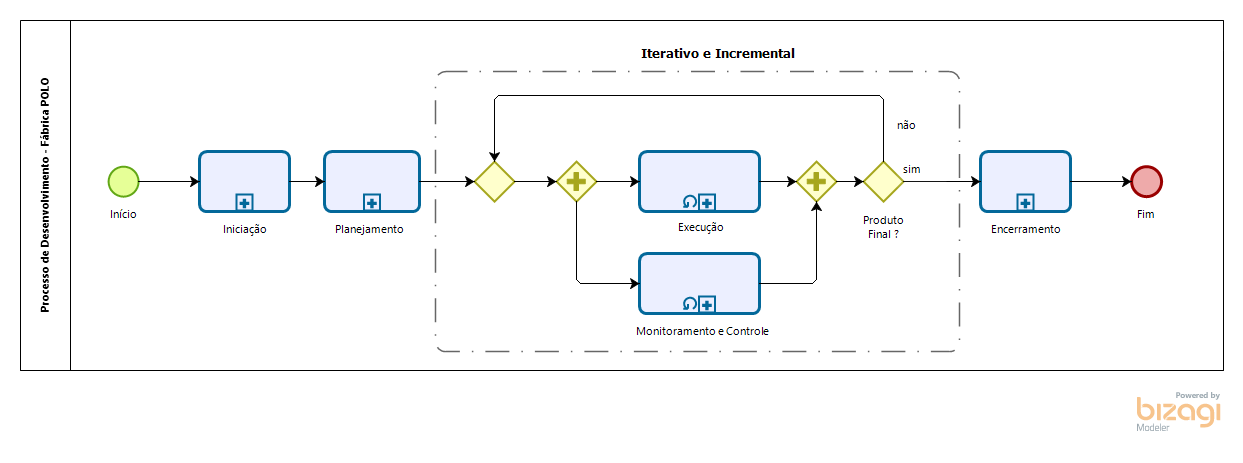 Processo de Desenvolvimento - Fábrica POLO
Iterativo e Incremental
não
sim
Início
Iniciação
Planejamento
Execução
Produto
Final ?
Encerramento
Fim
Monitoramento e Controle
Powered by
bizagi
Modeler